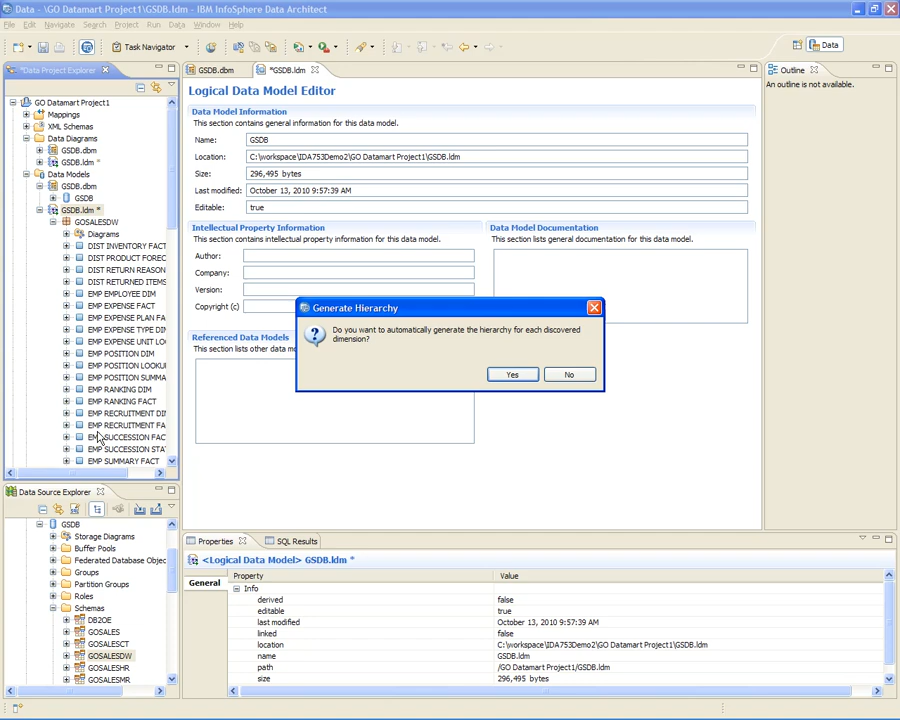 Data - \GO Datamart Project1\GSDB.ldm - IBM InfoSphere Data Architect
File Edit Navigate Search Project Run Data Window Help
Task Navigator
Data
*Data Project Explorer
GO Datamart Project1
Mappings
XML Schemas
Data Diagrams
GSDB.dbm
GSDB.ldm *
Data Models
GSDB.dbm
GSDB
GSDB.ldm *
GOSALESDW
Diagrams
DIST INVENTORY FACT
DIST PRODUCT FOREC
DIST RETURN REASON
DIST RETURNED ITEMS
EMP EMPLOYEE DIM
EMP EXPENSE FACT
EMP EXPENSE PLAN FA
EMP EXPENSE TYPE DI
EMP EXPENSE UNIT LO
EMP POSITION DIM
EMP POSITION LOOKU
EMP POSITION SUMMA
EMP RANKING DIM
EMP RANKING FACT
EMP RECRUITMENT DI
EMP RECRUITMENT FA
EMP SUCCESSION FAC
EMP SUCCESSION STA
EMP SUMMARY FACT
Data Source Explorer
GSDB
Storage Diagrams
Buffer Pools
Federated Database Objec
Groups
Partition Groups
Roles
Schemas
DB2OE
GOSALES
GOSALESCT
GOSALESDW
GOSALESHR
GOSALESMR
GSDB.dbm
*GSDB.ldm
Logical Data Model Editor
Data Model Information
This section contains general information for this data model.
Name: GSDB
Location: C:\workspace\IDA753Demo2\GO Datamart Project1\GSDB.ldm
Size: 296,495 bytes
Last modified: October 13, 2010 9:57:39 AM
Editable: true
Intellectual Property Information
This section contains intellectual property information for this data model.
Author:
Company:
Version:
Copyright (c)
Data Model Documentation
This section lists general documentation for this data model.
Referenced Data Models
This section lists other data mo
Generate Hierarchy
Do you want to automatically generate the hierarchy for each discovered
dimension?
Yes No
Outline
An outline is not available.
Properties SQL Results
<Logical Data Model> GSDB.ldm *
General
Property Value
Info
derived false
editable true
last modified October 13, 2010 9:57:39 AM
linked false
location C:\workspace\IDA753Demo2\GO Datamart Project1\GSDB.ldm
name GSDB.ldm
path /GO Datamart Project1/GSDB.ldm
size 296,495 bytes